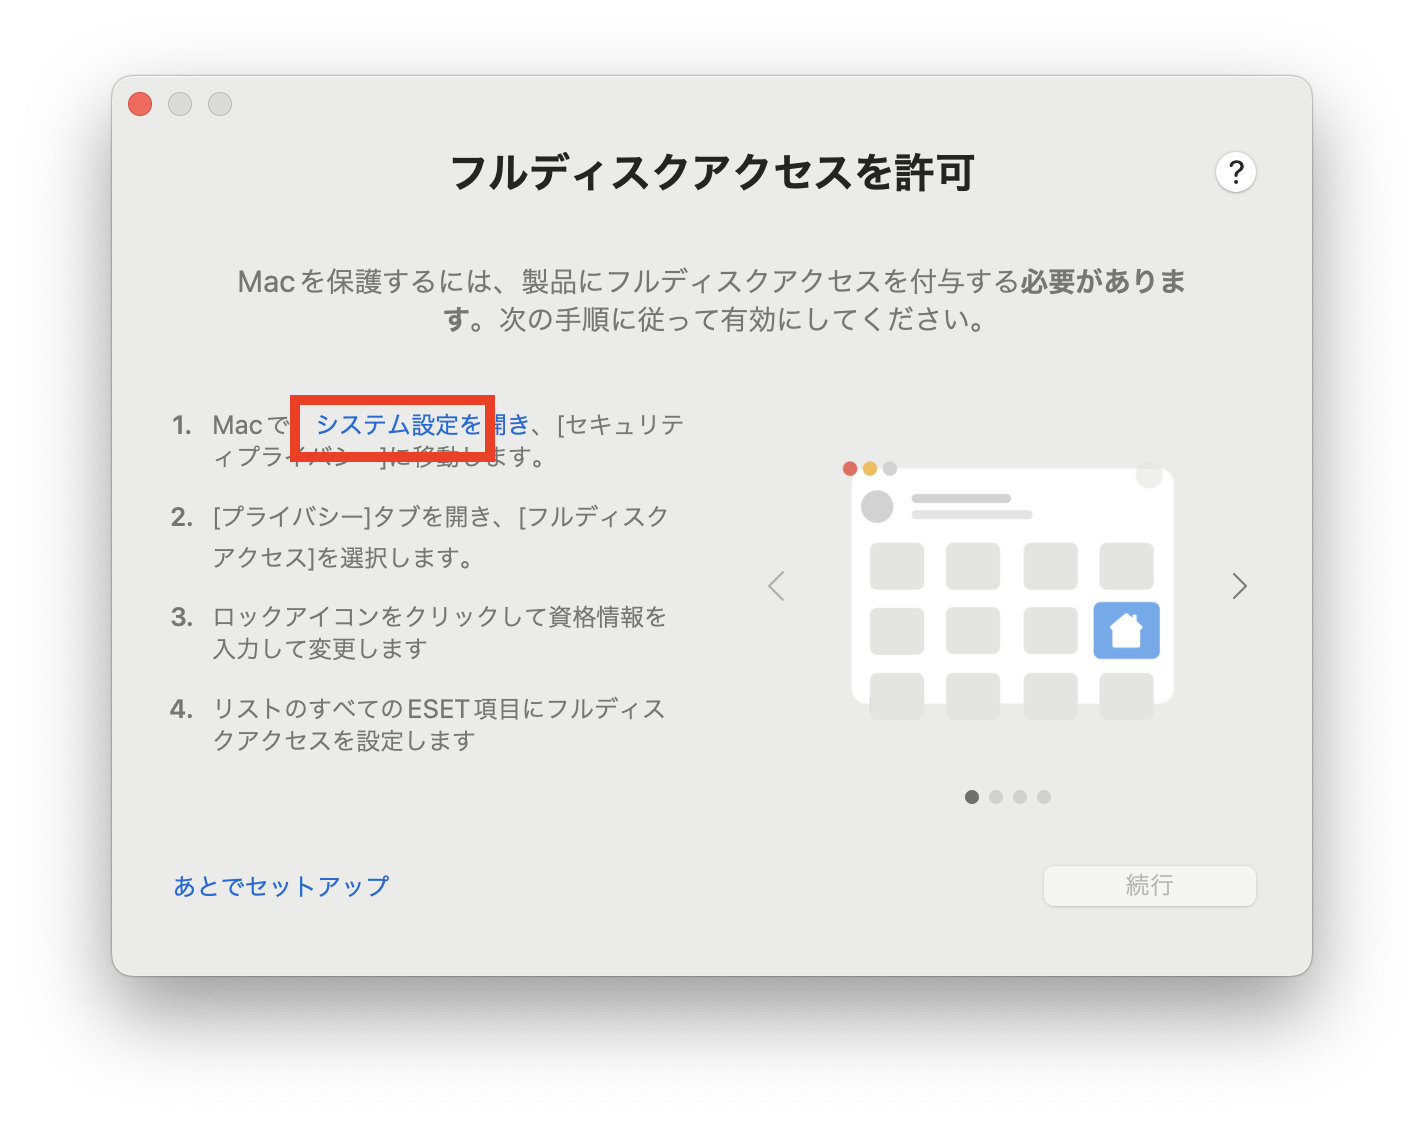 フルディスクアクセスを許可
?
Macを保護するには、製品にフルディスクアクセスを付与する必要がありま
す。次の手順に従って有効にしてください。
1. Macで システム設定を開き、[セキュリテ
ィプライバシー]に移動します。
2. [プライバシー]タブを開き、[フルディスク
アクセス]を選択します。
3. ロックアイコンをクリックして資格情報を
入力して変更します
4. リストのすべてのESET項目にフルディス
クアクセスを設定します
あとでセットアップ
続行